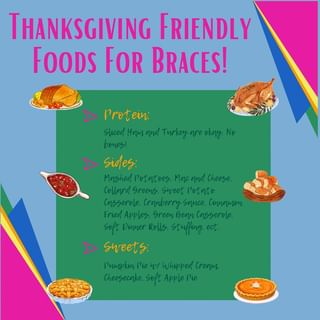 Thanksgiving Friendly
Foods For Braces!
Protein:
Sliced Ham and Turkey are okay. No
bones!
Sides:
Mashed Potatoes, Mac and Cheese,
Collard Greens, Sweet Potato
Casserole, Cranberry Sauce, Cinnamon
Fried Apples, Green Bean Casserole,
Soft Dinner Rolls, Stuffing, ect.
Sweets:
Pumpkin Pie w/ Whipped Cream,
Cheesecake, Soft Apple Pie